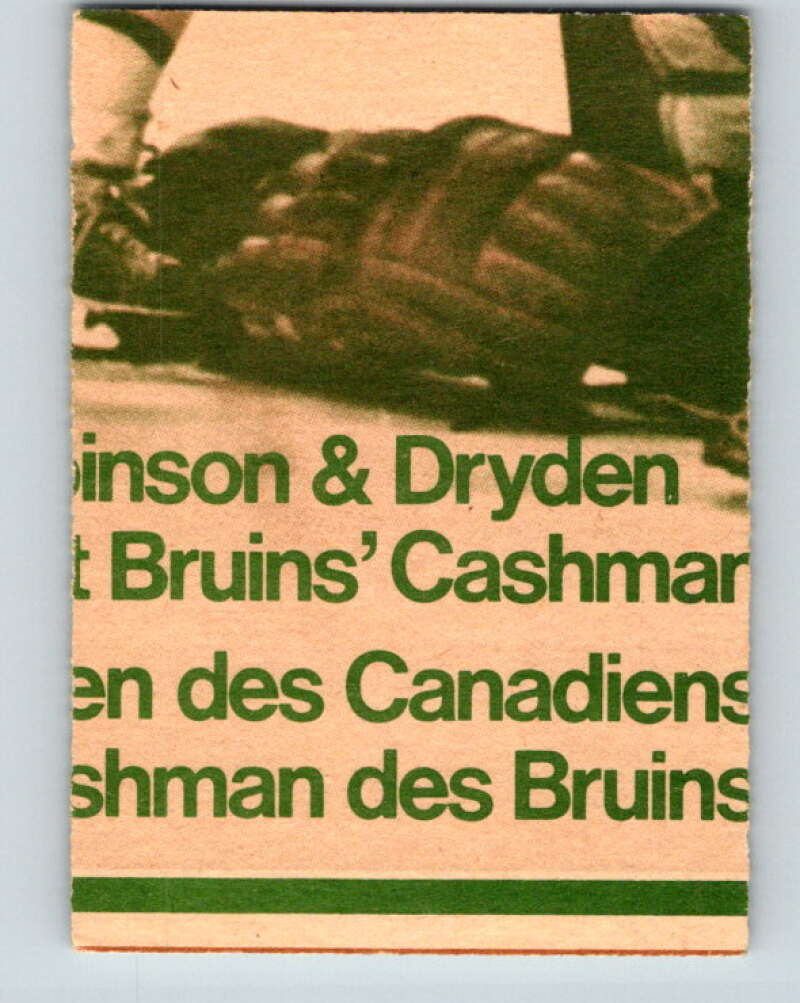 binson & Dryden
t Bruins' Cashman
en des Canadiens
shman des Bruins